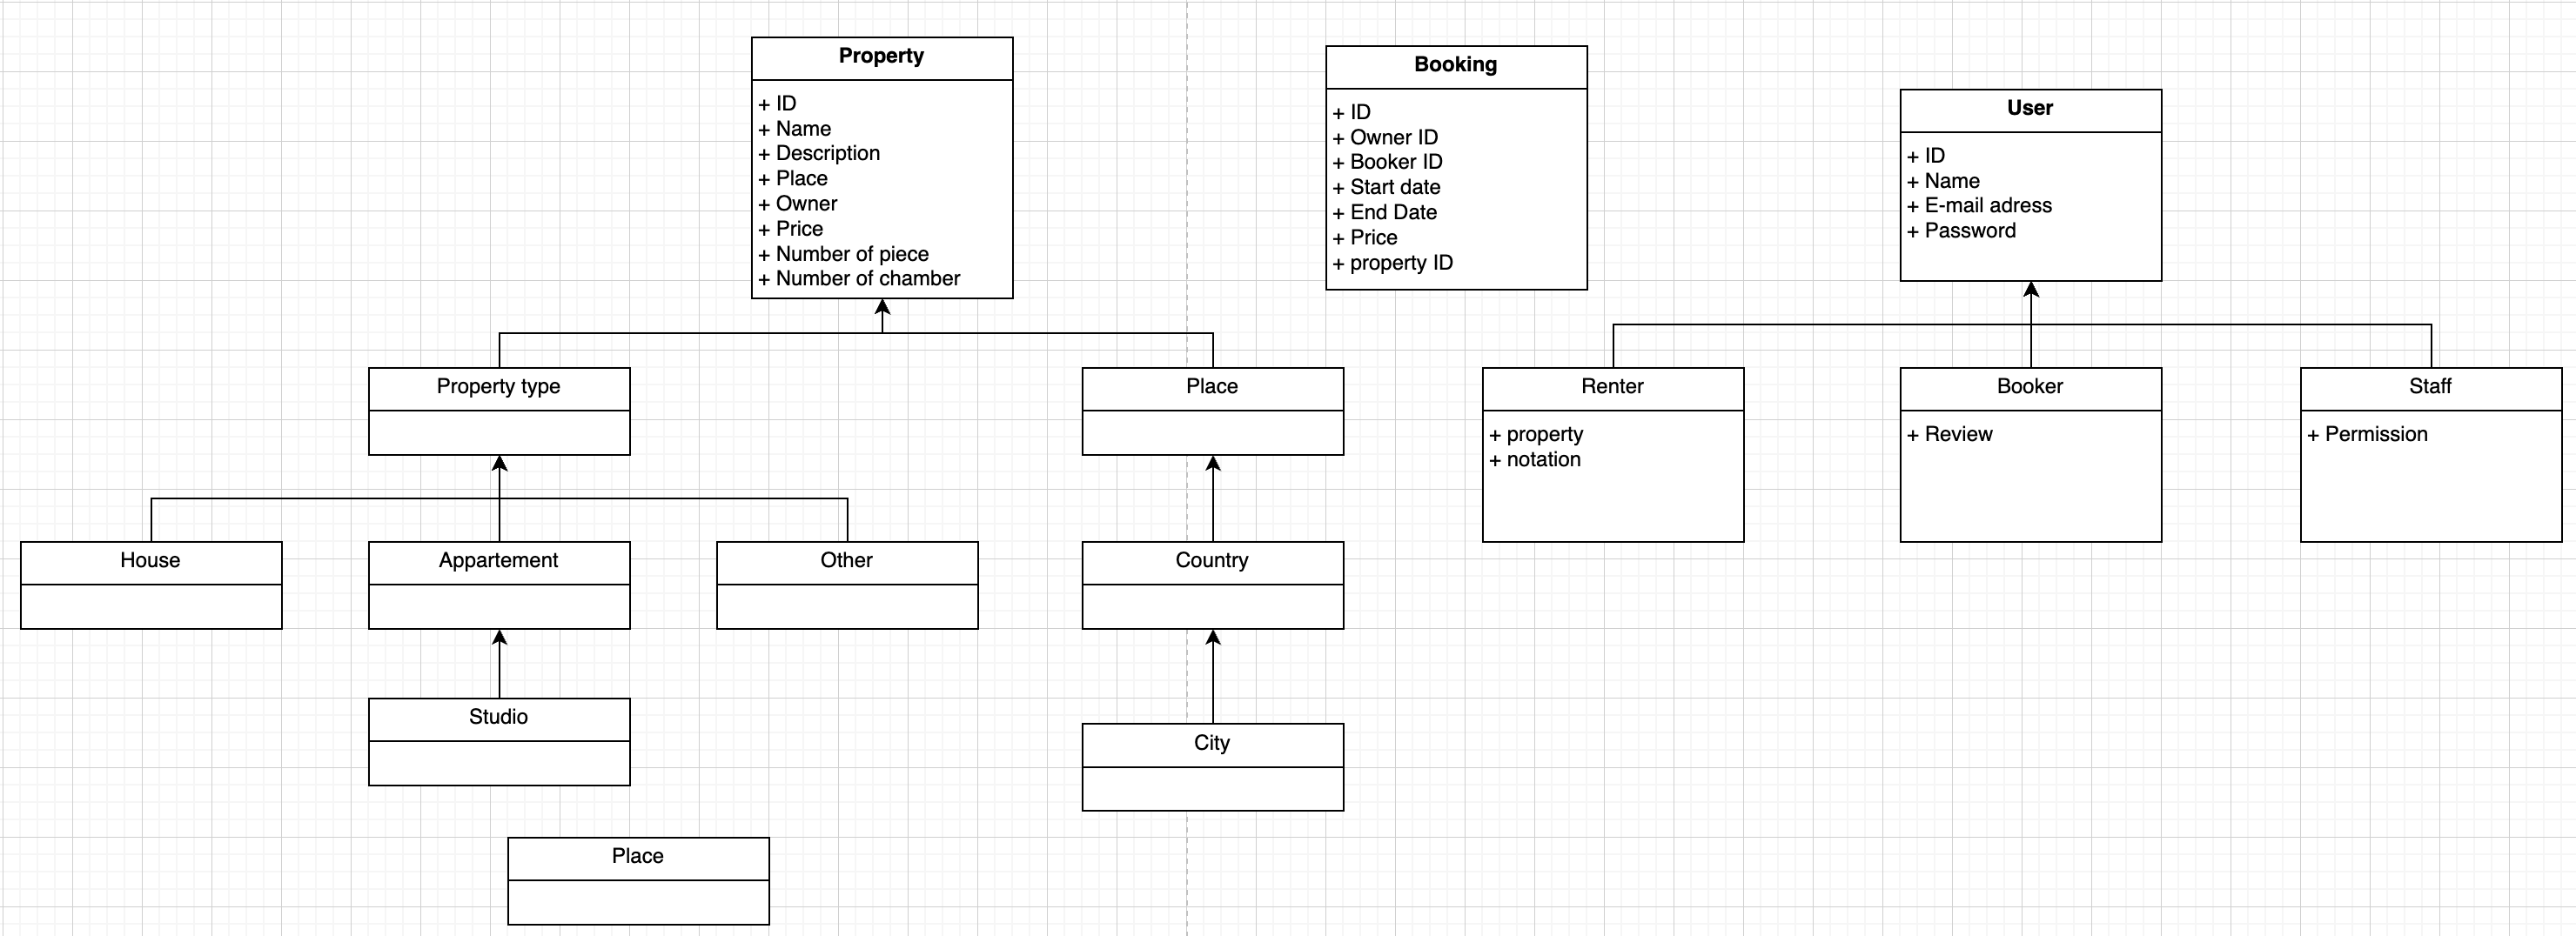 Property
+ ID
+ Name
+ Description
+ Place
+ Owner
+ Price
+ Number of piece
+ Number of chamber
Booking
+ ID
+ Owner ID
+ Booker ID
+ Start date
+ End Date
+ Price
+ property ID
User
+ ID
+ Name
+ E-mail adress
+ Password
Property type
Place
Renter
+ property
+ notation
Booker
+ Review
Staff
+ Permission
House
Appartement
Other
Country
Studio
City
Place